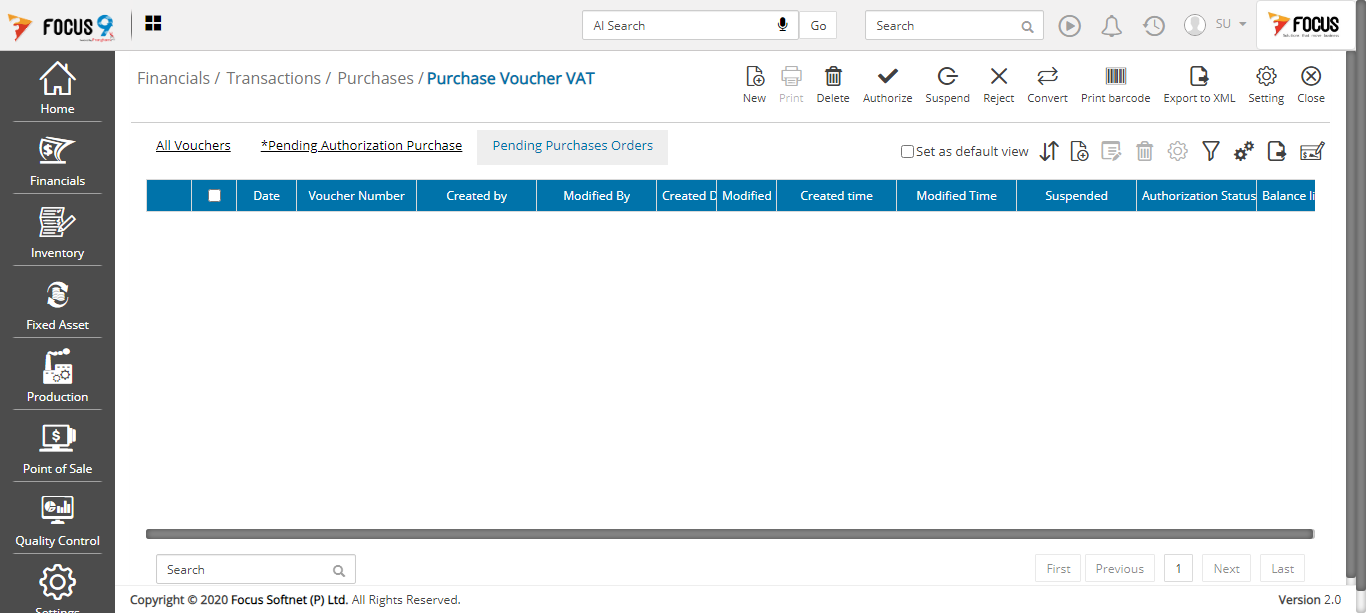 FOCUS 9
AI Search
Go
Search
SU
FOCUS
Home
Financials
Inventory
Fixed Asset
Production
Point of Sale
Quality Control
Settings
Financials / Transactions / Purchases / Purchase Voucher VAT
New Print Delete Authorize Suspend Reject Convert Print barcode Export to XML Setting Close
All Vouchers *Pending Authorization Purchase Pending Purchases Orders
Set as default view
Date Voucher Number Created by Modified By Created D Modified Created time Modified Time Suspended Authorization Status Balance li
Search
First Previous 1 Next Last
Copyright © 2020 Focus Softnet (P) Ltd. All Rights Reserved.
Version 2.0